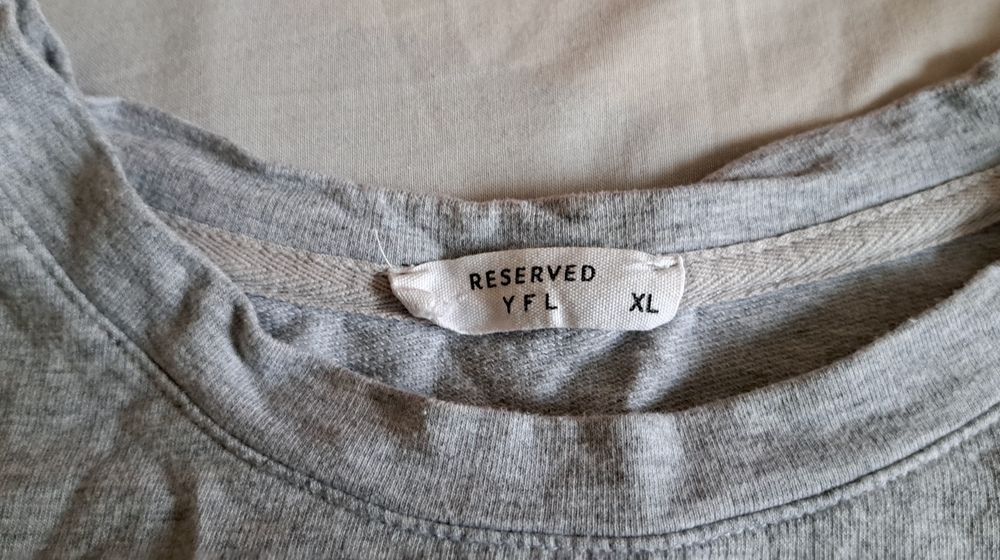 RESERVED
YFL XL